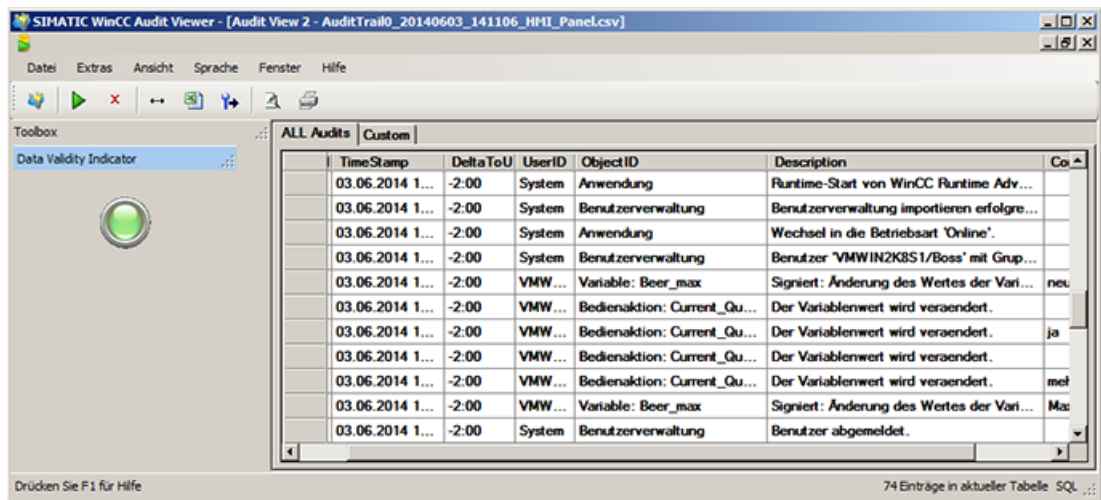 SIMATIC WinCC Audit Viewer - [Audit View 2 - AuditTrail0_20140603_141106_HMI_Panel.csv]
Datei Extras Ansicht Sprache Fenster Hilfe
Toolbox
Data Validity Indicator
ALL Audits Custom
TimeStamp DeltaToU UserID ObjectID Description Co
03.06.2014 1... -2:00 System Anwendung Runtime-Start von WinCC Runtime Adv...
03.06.2014 1... -2:00 System Benutzerverwaltung Benutzerverwaltung importieren erfolgre...
03.06.2014 1... -2:00 System Anwendung Wechsel in die Betriebsart 'Online'.
03.06.2014 1... -2:00 System Benutzerverwaltung Benutzer 'VMWIN2K8S1/Boss' mit Grup...
03.06.2014 1... -2:00 VMW... Variable: Beer_max Signiert: Änderung des Wertes der Vari... neu
03.06.2014 1... -2:00 VMW... Bedienaktion: Current_Qu... Der Variablenwert wird veraendert.
03.06.2014 1... -2:00 VMW... Bedienaktion: Current_Qu... Der Variablenwert wird veraendert. ja
03.06.2014 1... -2:00 VMW... Bedienaktion: Current_Qu... Der Variablenwert wird veraendert.
03.06.2014 1... -2:00 VMW... Bedienaktion: Current_Qu... Der Variablenwert wird veraendert. meh
03.06.2014 1... -2:00 VMW... Variable: Beer_max Signiert: Änderung des Wertes der Vari... Ma
03.06.2014 1... -2:00 System Benutzerverwaltung Benutzer abgemeldet.
Drücken Sie F1 für Hilfe
74 Einträge in aktueller Tabelle SQL